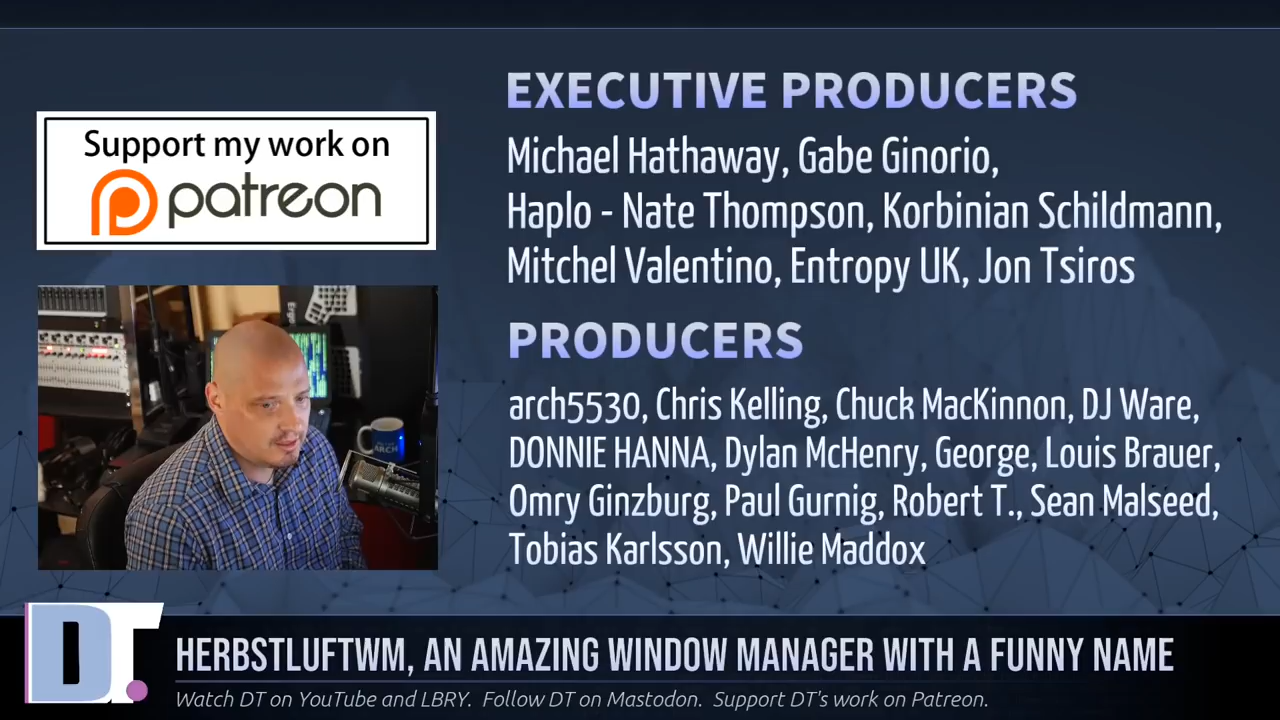 Support my work on
patreon
EXECUTIVE PRODUCERS
Michael Hathaway, Gabe Ginorio,
Haplo - Nate Thompson, Korbinian Schildmann,
Mitchel Valentino, Entropy UK, Jon Tsiros
PRODUCERS
arch5530, Chris Kelling, Chuck MacKinnon, DJ Ware,
DONNIE HANNA, Dylan McHenry, George, Louis Brauer,
Omry Ginzburg, Paul Gurnig, Robert T., Sean Malseed,
Tobias Karlsson, Willie Maddox
ARCH
DT.
HERBSTLUFTWM, AN AMAZING WINDOW MANAGER WITH A FUNNY NAME
Watch DT on YouTube and LBRY. Follow DT on Mastodon. Support DT's work on Patreon.